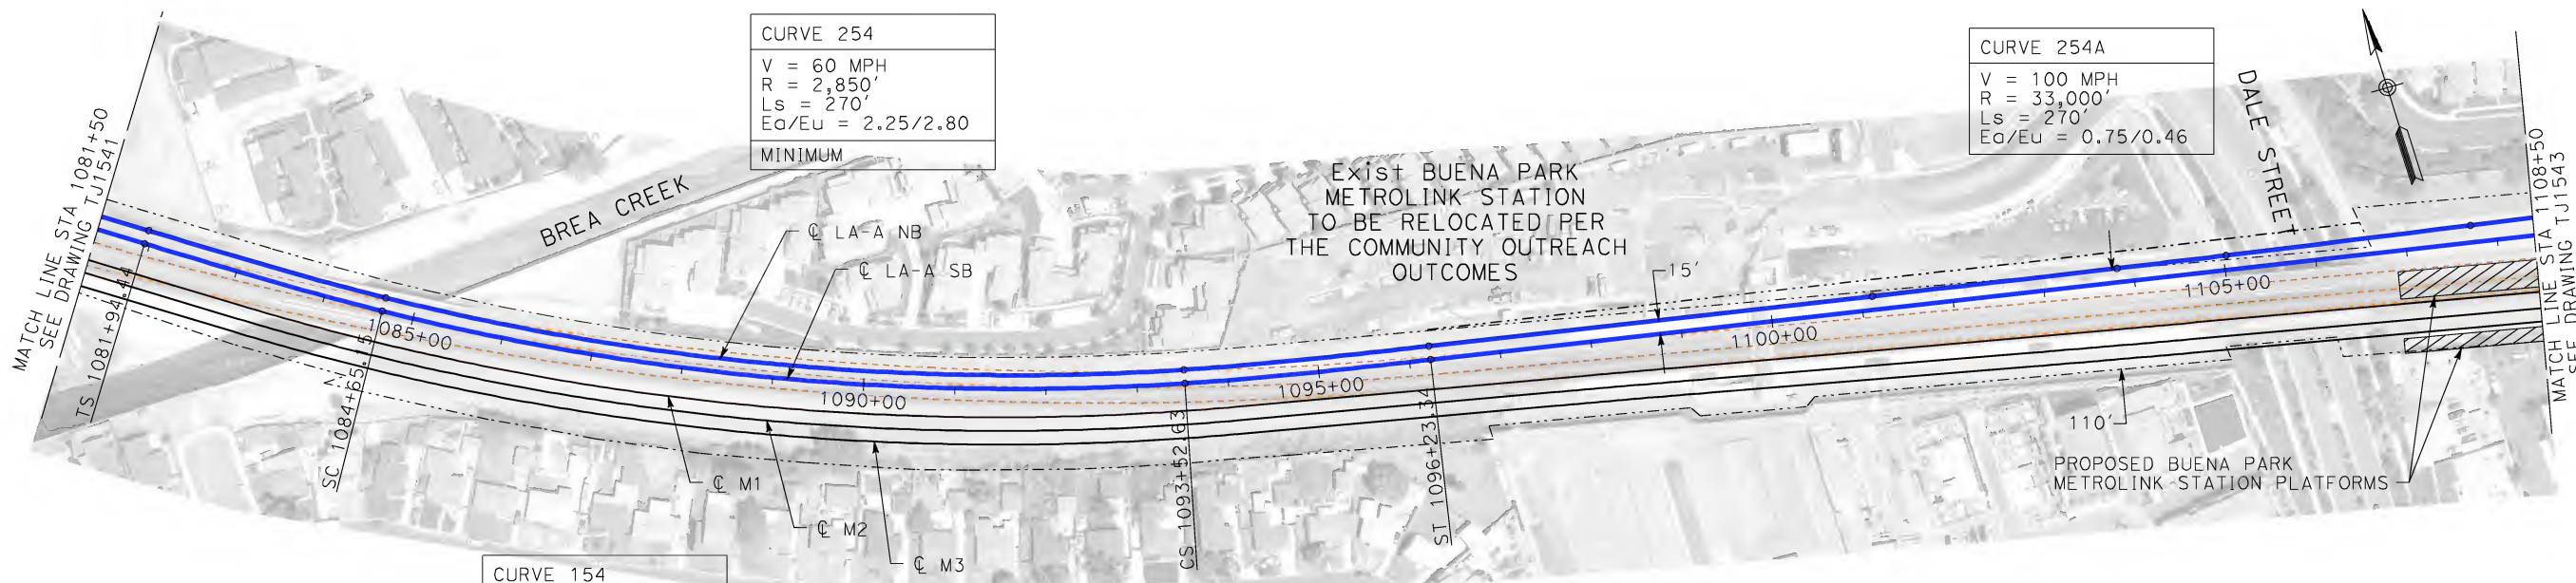 CURVE 254
V = 60 MPH
R = 2,850'
Ls = 270'
Ea/Eu = 2.25/2.80
MINIMUM
CURVE 254A
V = 100 MPH
R = 33,000'
Ls = 270'
Ea/Eu = 0.75/0.46
DALE STREET
MATCH LINE STA 1081+50
SEE DRAWING TJ1541
BREA CREEK
℄ LA-A NB
℄ LA-A SB
Exist BUENA PARK
METROLINK STATION
TO BE RELOCATED PER
THE COMMUNITY OUTREACH
OUTCOMES
15'
MATCH LINE STA 1108+50
SEE DRAWING TJ1543
TS 1081+94.44
SC 1084+65.15
1085+00
1090+00
CS 1093+52.63
1095+00
ST 1096+23.34
1100+00
1105+00
110'
PROPOSED BUENA PARK
METROLINK STATION PLATFORMS
℄ M1
℄ M2
℄ M3
CURVE 154